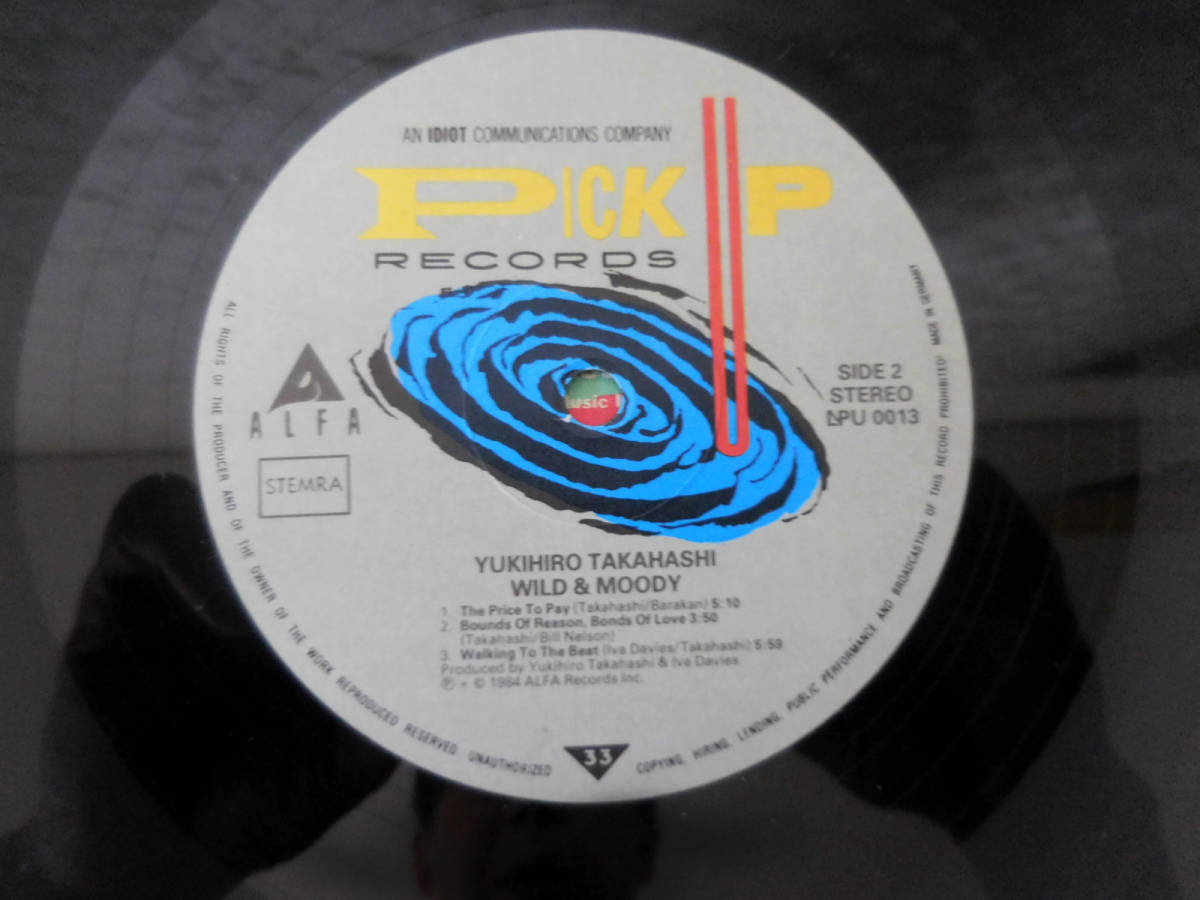 AN IDIOT COMMUNICATIONS COMPANY
PICK UP
RECORDS
ALFA
STEMRA
SIDE 2
STEREO
LPU 0013
usic
YUKIHIRO TAKAHASHI
WILD & MOODY
1. The Price To Pay (Takahashi/Barakan) 5:10
2. Bounds Of Reason, Bonds Of Love 3:50
(Takahashi/Bill Nelson)
3. Walking To The Beat (Iva Davies/Takahashi) 5:59
Produced by Yukihiro Takahashi & Iva Davies
℗ + © 1984 ALFA Records Inc.
33
ALL RIGHTS OF THE PRODUCER AND OF THE OWNER OF THE WORK REPRODUCED RESERVED UNAUTHORIZED COPYING, HIRING, LENDING, PUBLIC PERFORMANCE AND BROADCASTING OF THIS RECORD PROHIBITED! MADE IN GERMANY